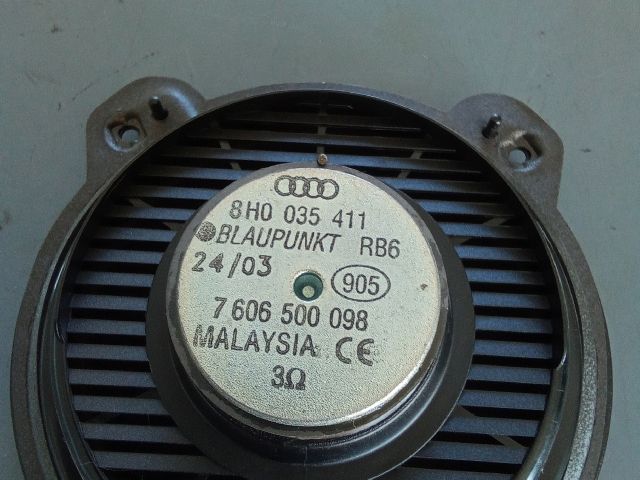 8H0 035 411
BLAUPUNKT RB6
24/03
905
7 606 500 098
MALAYSIA CE
3Ω